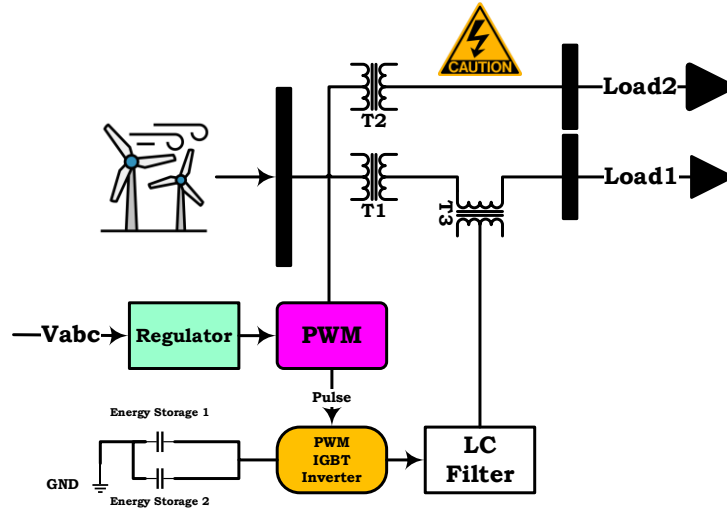 CAUTION
T2
Load2
T1
T3
Load1
Vabc
Regulator
PWM
Pulse
Energy Storage 1
GND
Energy Storage 2
PWM
IGBT
Inverter
LC
Filter